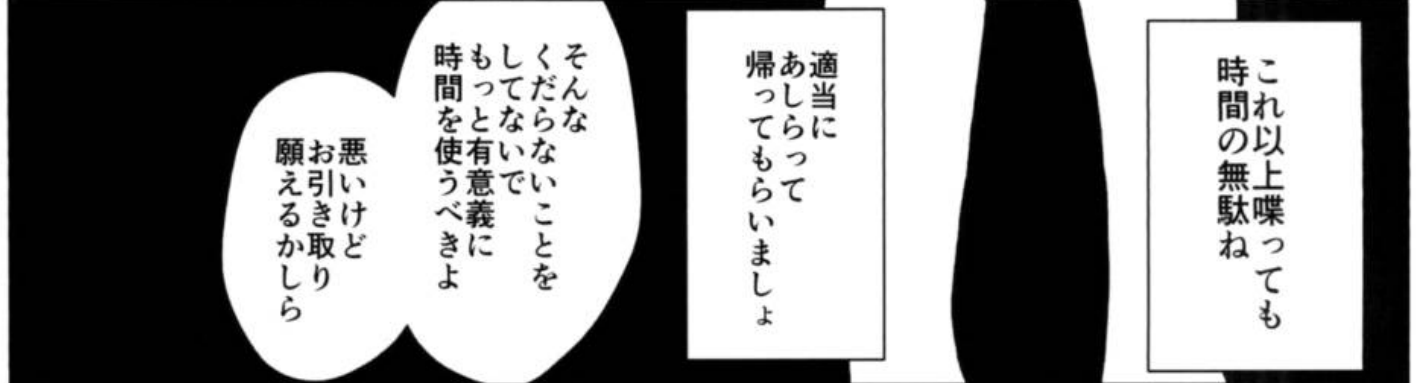 これ以上喋っても
時間の無駄ね
適当に
あしらって
帰ってもらいましょ
そんな
くだらないことを
してないで
もっと有意義に
時間を使うべきよ
悪いけど
お引き取り
願えるかしら